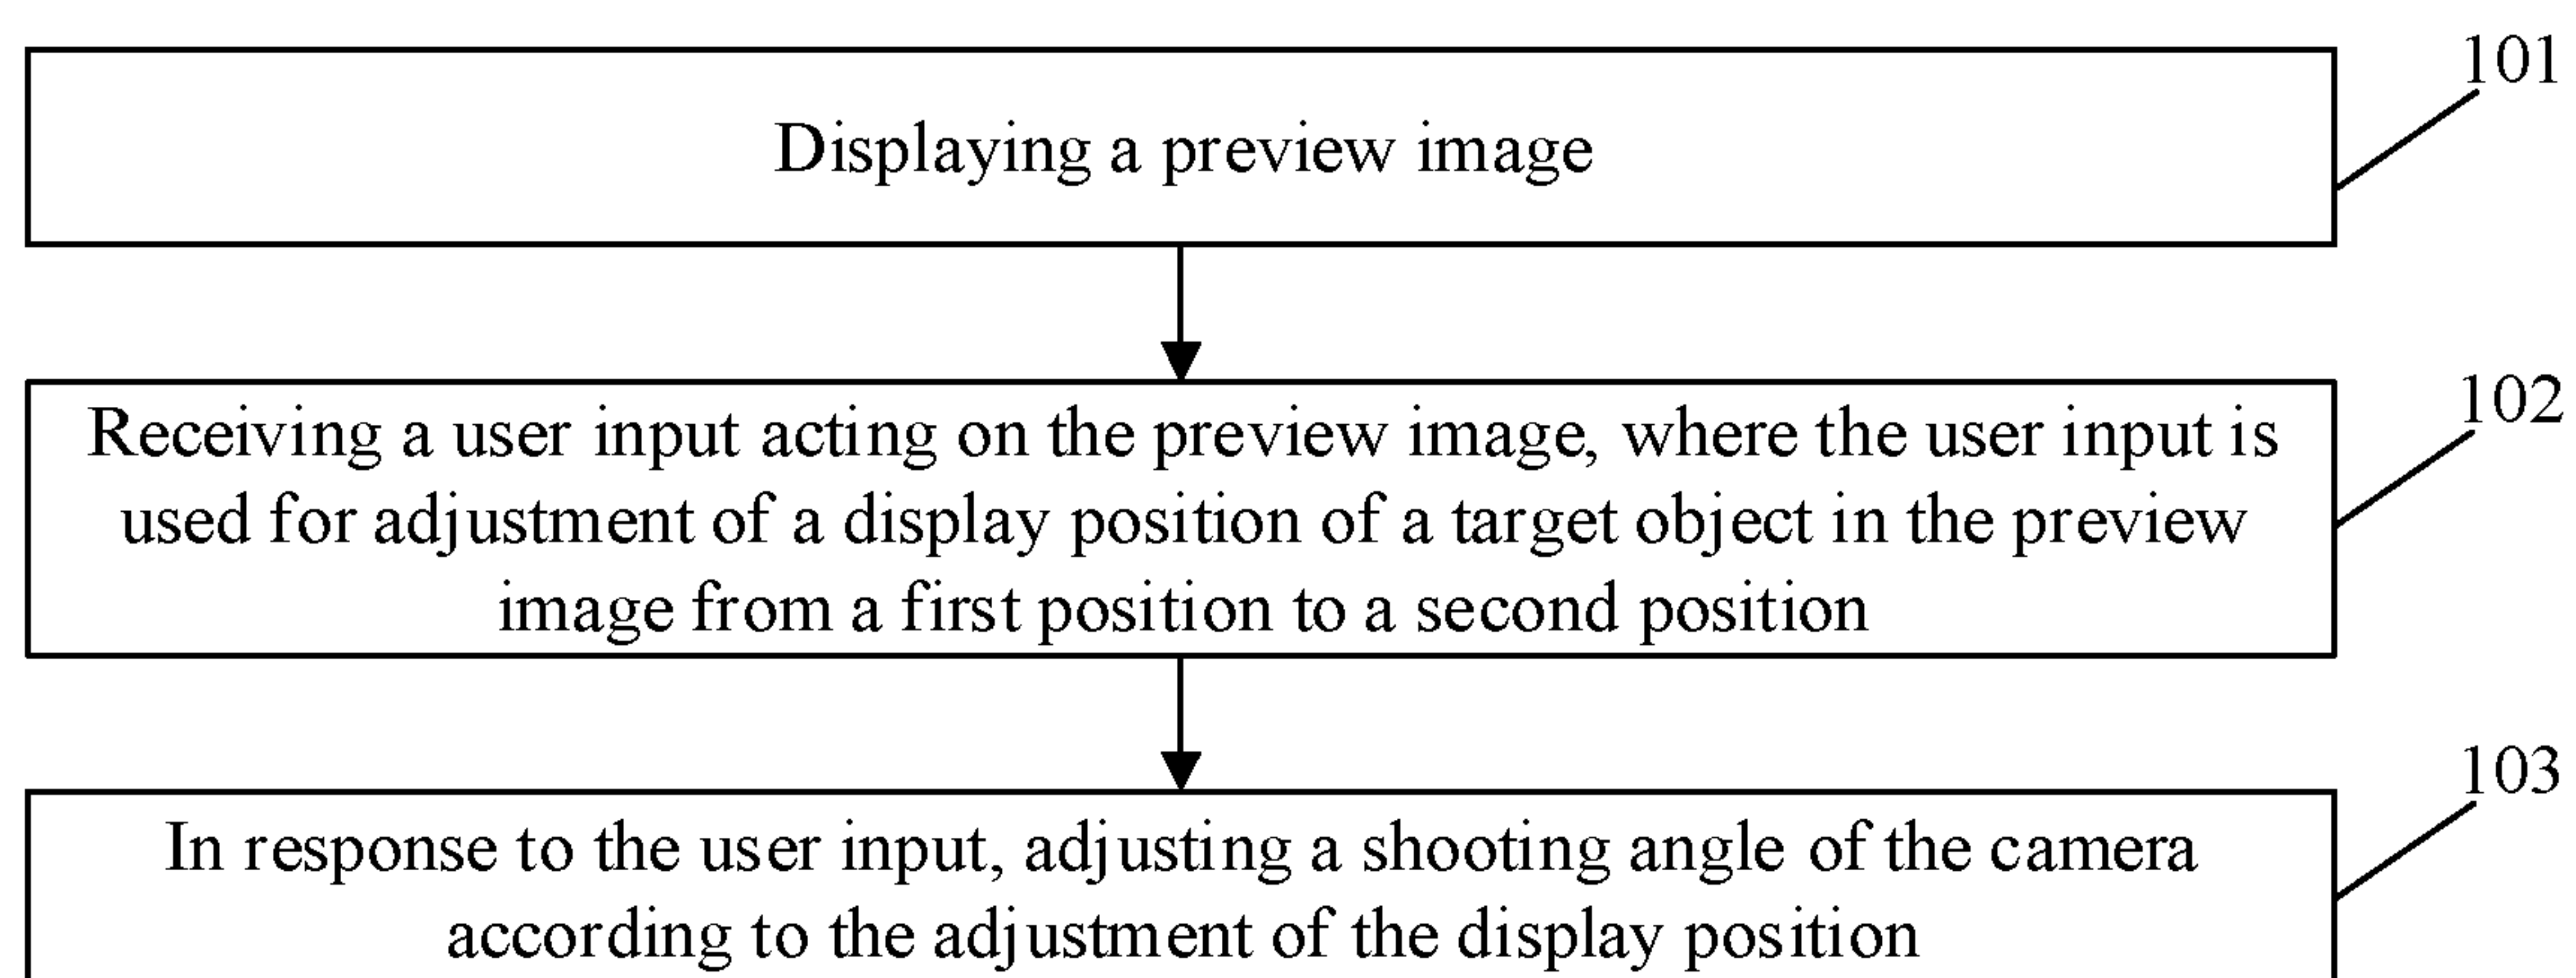 101
Displaying a preview image
102
Receiving a user input acting on the preview image, where the user input is
used for adjustment of a display position of a target object in the preview
image from a first position to a second position
103
In response to the user input, adjusting a shooting angle of the camera
according to the adjustment of the display position